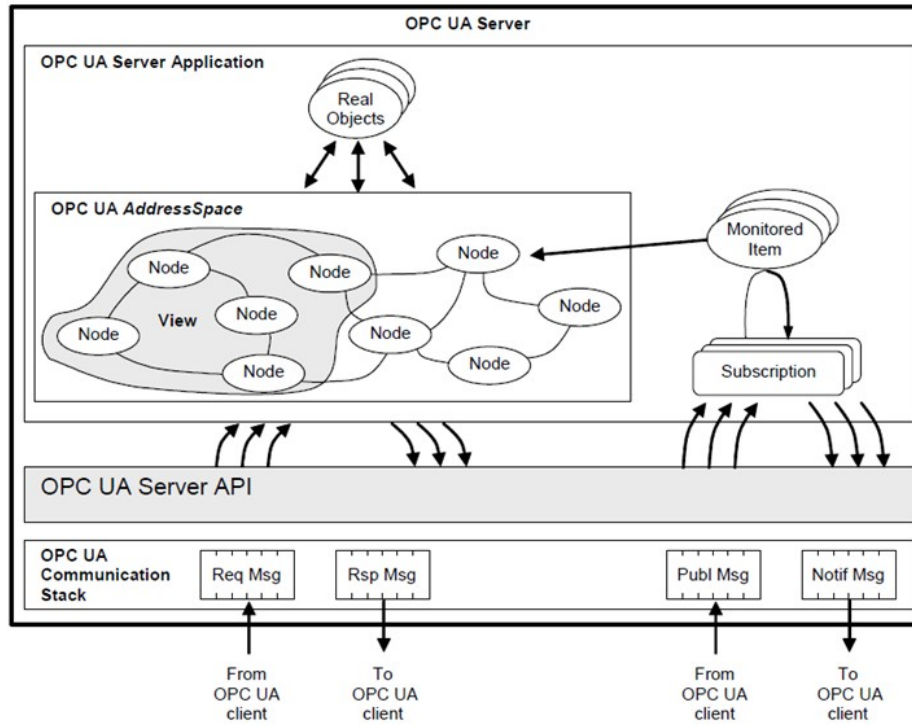 OPC UA Server
OPC UA Server Application
Real
Objects
OPC UA AddressSpace
Monitored
Item
Node
Node
Node
Node
View
Node
Node
Node
Node
Node
Subscription
OPC UA Server API
OPC UA
Communication
Stack
Req Msg
Rsp Msg
Publ Msg
Notif Msg
From
OPC UA
client
To
OPC UA
client
From
OPC UA
client
To
OPC UA
client